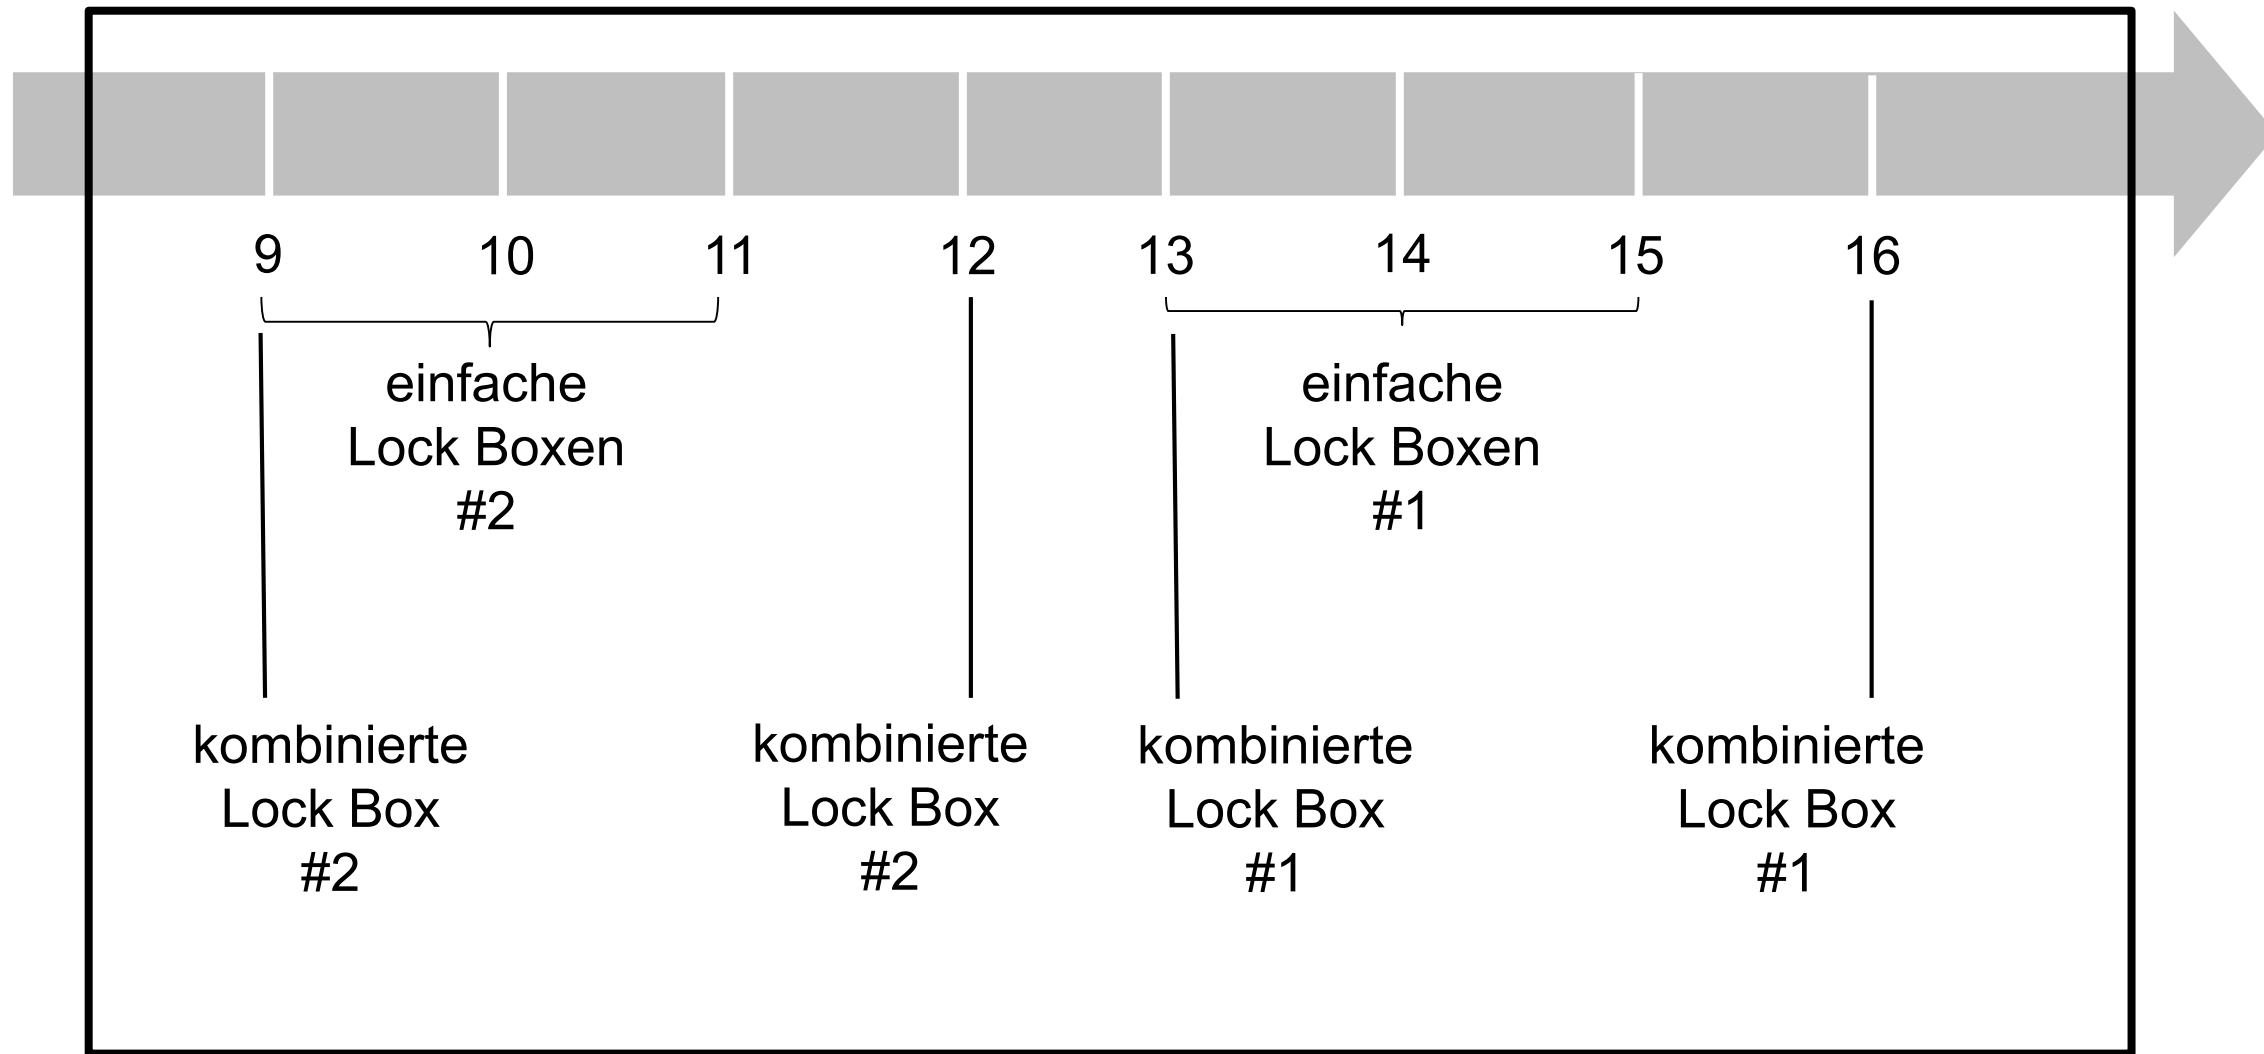 9 10 11 12 13 14 15 16
einfache
Lock Boxen
#2
einfache
Lock Boxen
#1
kombinierte
Lock Box
#2
kombinierte
Lock Box
#2
kombinierte
Lock Box
#1
kombinierte
Lock Box
#1